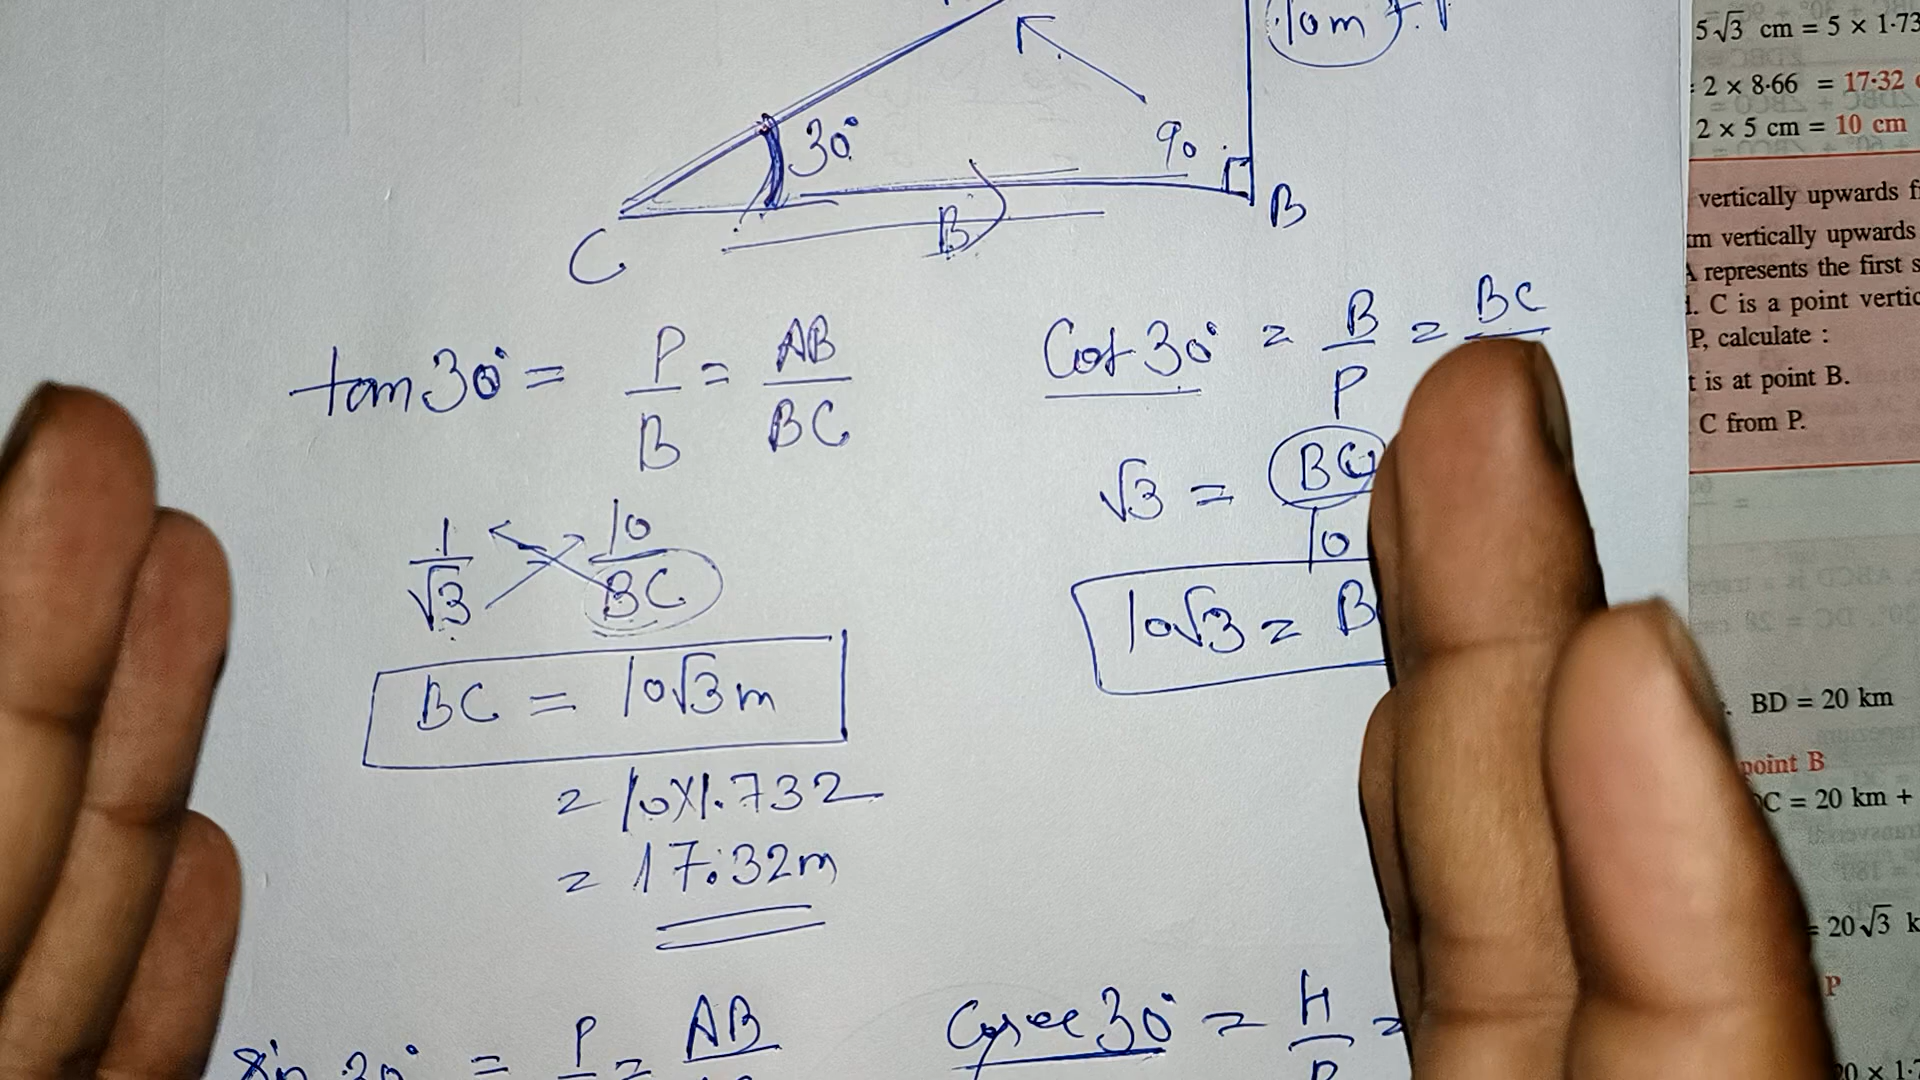 10m
30°
90
B
B
C
tan 30° = P/B = AB/BC
1/√3 = 10/BC
BC = 10√3 m
= 10×1.732
= 17.32m
Cot 30° = B/P = BC
√3 = BC/10
10√3 = B
sin 30° = P = AB
Cosec 30° = H/P =
5√3 cm = 5 × 1·73
2 × 8·66 = 17·32
2 × 5 cm = 10 cm
vertically upwards
m vertically upwards
A represents the first
C is a point
P, calculate :
t is at point B.
C from P.
BD = 20 km
point B
C = 20 km +
= 20√3 k
P